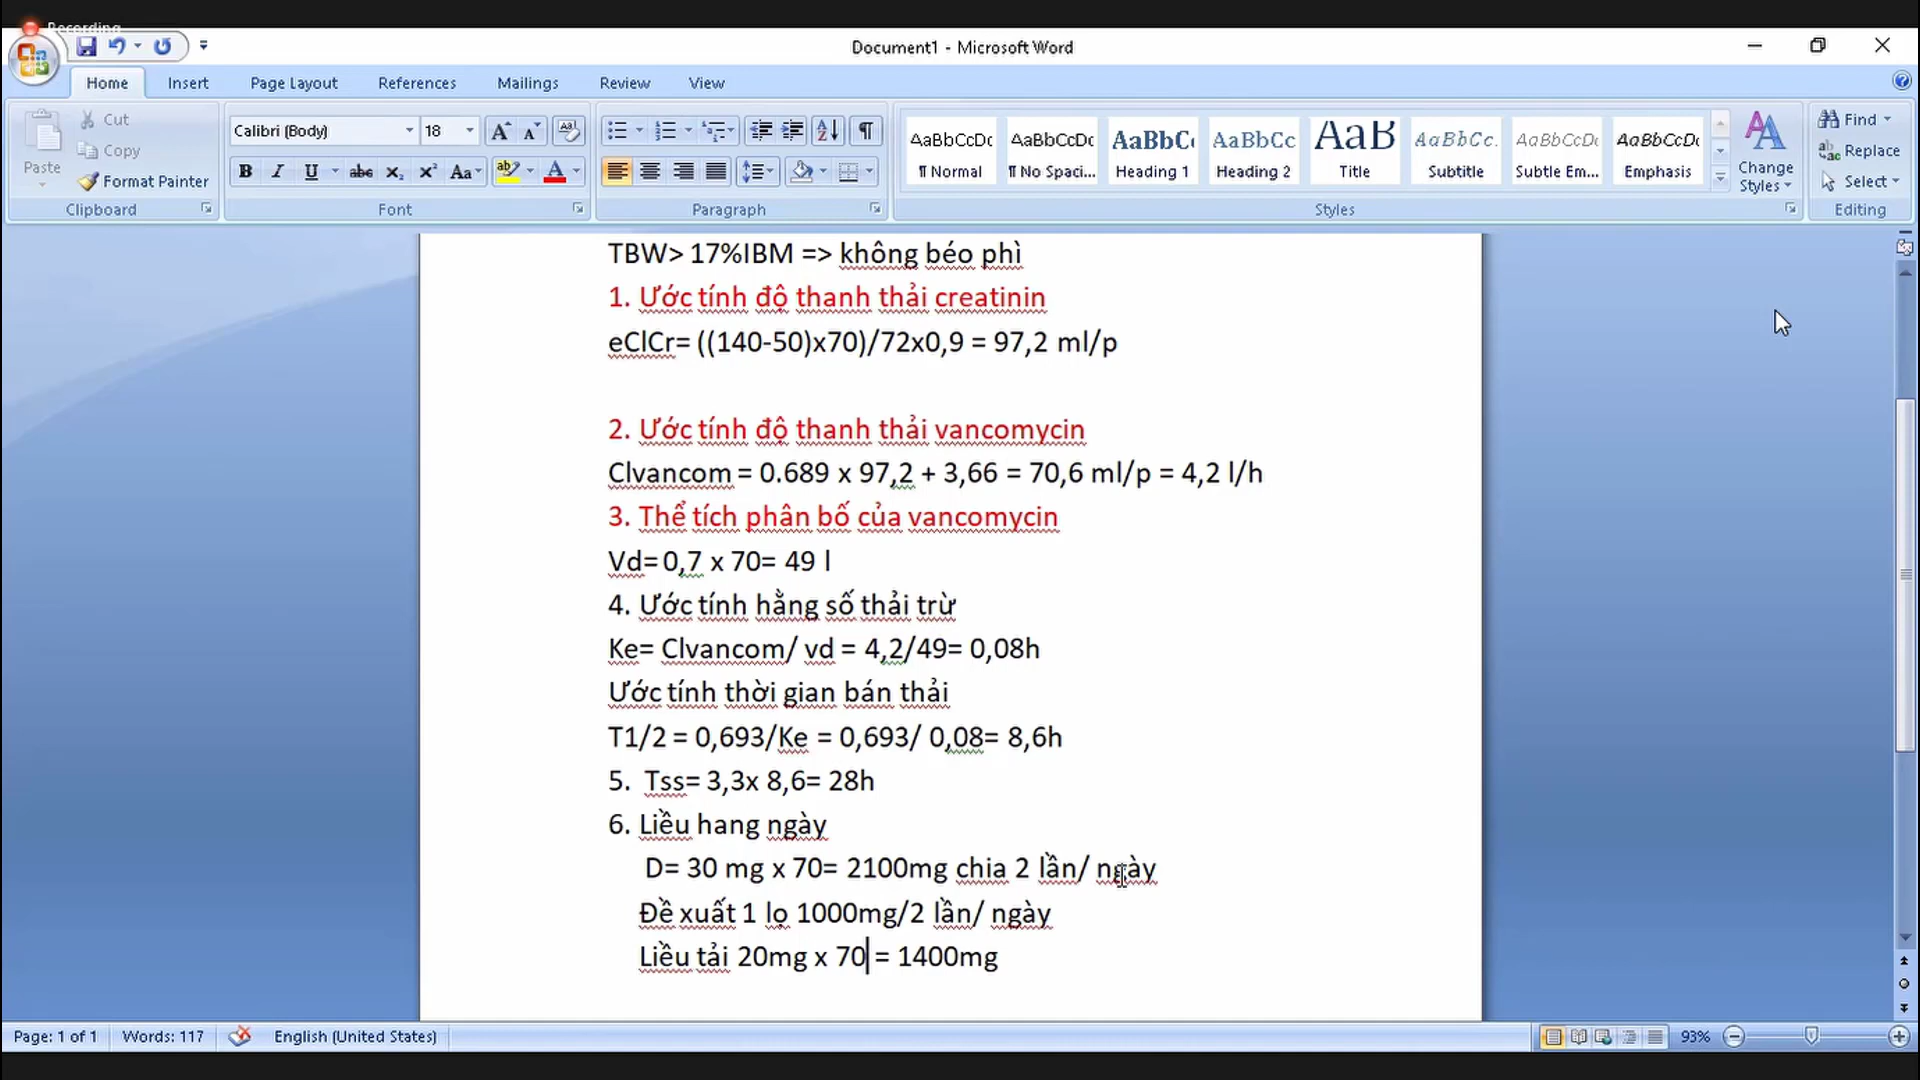 Recording
Document1 - Microsoft Word
Home Insert Page Layout References Mailings Review View
Paste
Cut
Copy
Format Painter
Clipboard
Calibri (Body) 18
Font
Paragraph
AaBbCcDc AaBbCcDc AaBbC AaBbCc AaB AaBbCc. AaBbCcDc AaBbCcDc
¶ Normal ¶ No Spaci... Heading 1 Heading 2 Title Subtitle Subtle Em... Emphasis
Change Styles
Styles
Find
Replace
Select
Editing
TBW> 17%IBM => không béo phì
1. Ước tính độ thanh thải creatinin
eClCr= ((140-50)x70)/72x0,9 = 97,2 ml/p
2. Ước tính độ thanh thải vancomycin
Clvancom = 0.689 x 97,2 + 3,66 = 70,6 ml/p = 4,2 l/h
3. Thể tích phân bố của vancomycin
Vd= 0,7 x 70= 49 l
4. Ước tính hằng số thải trừ
Ke= Clvancom/ vd = 4,2/49= 0,08h
Ước tính thời gian bán thải
T1/2 = 0,693/Ke = 0,693/ 0,08= 8,6h
5. Tss= 3,3x 8,6= 28h
6. Liều hang ngày
D= 30 mg x 70= 2100mg chia 2 lần/ ngày
Đề xuất 1 lọ 1000mg/2 lần/ ngày
Liều tải 20mg x 70 = 1400mg
Page: 1 of 1 Words: 117 English (United States) 93%